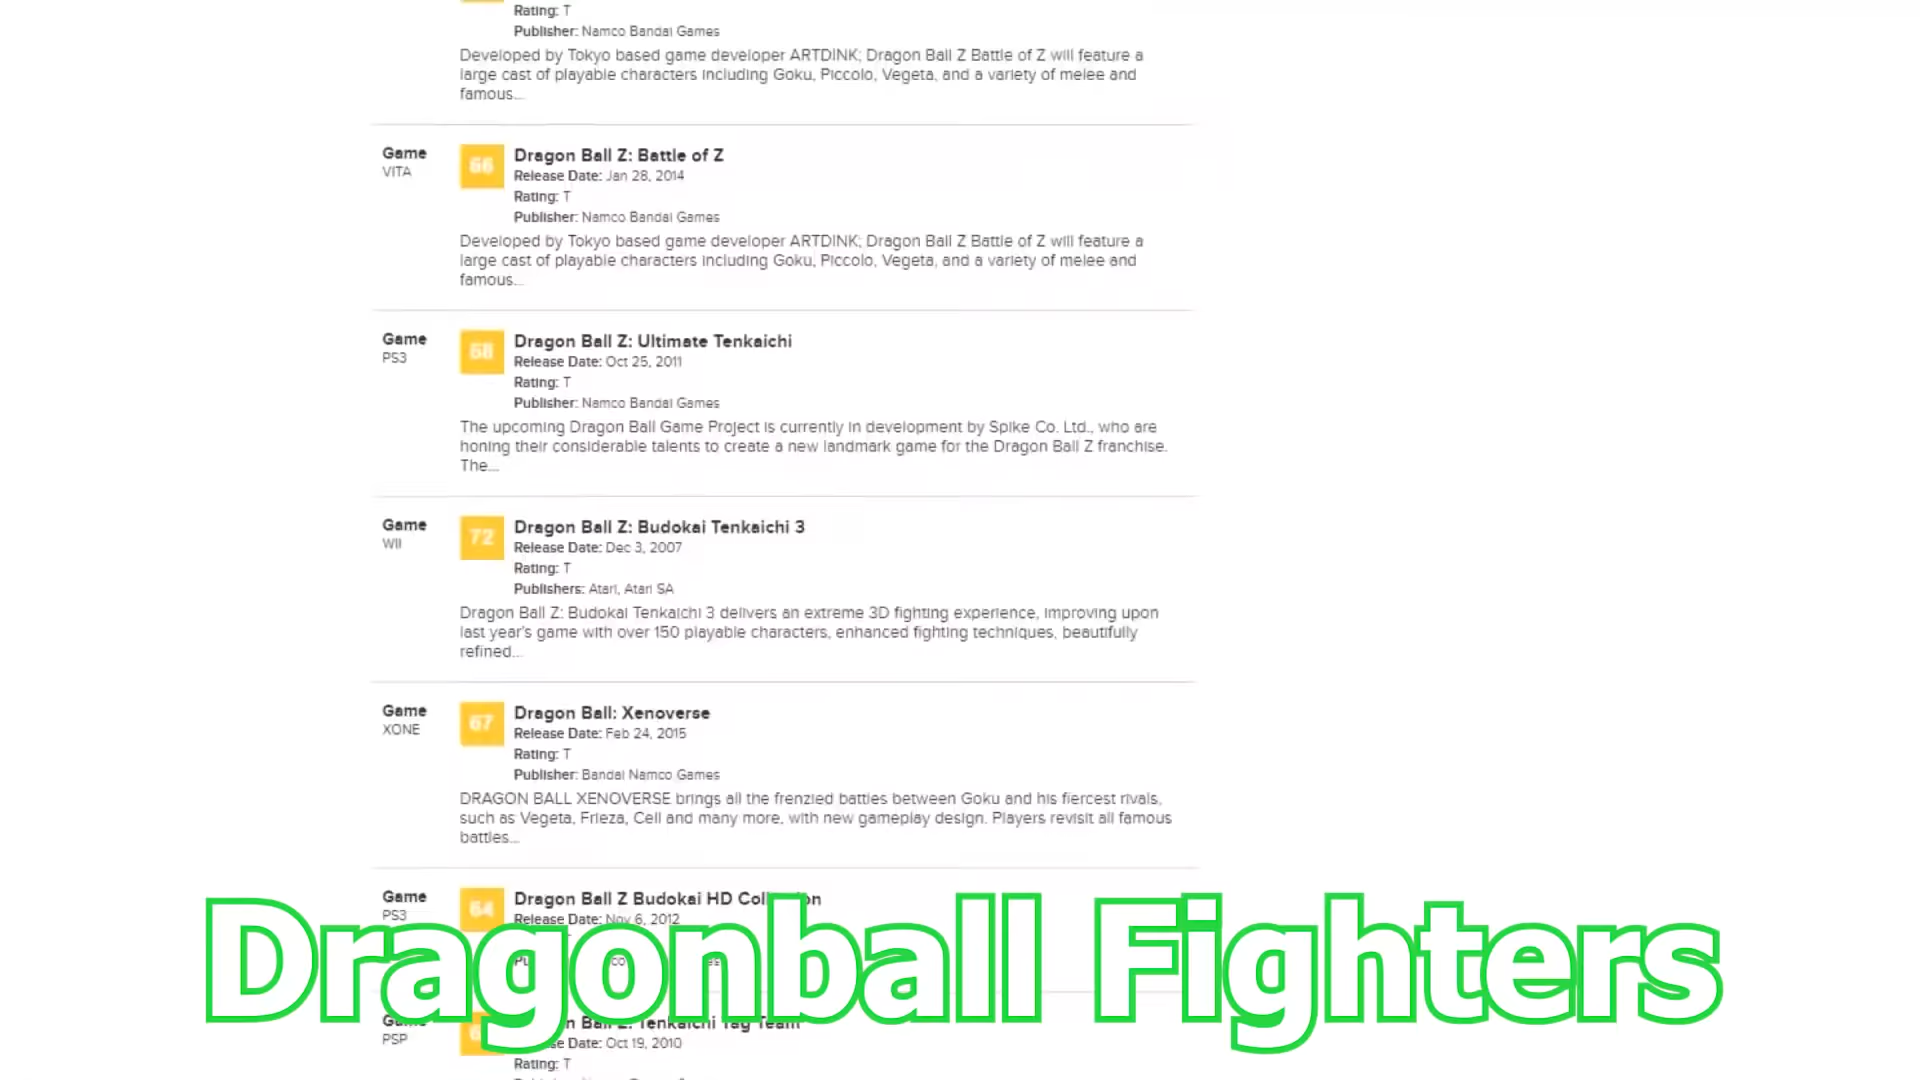 Rating: T
Publisher: Namco Bandai Games
Developed by Tokyo based game developer ARTDINK; Dragon Ball Z Battle of Z will feature a
large cast of playable characters including Goku, Piccolo, Vegeta, and a variety of melee and
famous...
Game
VITA
66
Dragon Ball Z: Battle of Z
Release Date: Jan 28, 2014
Rating: T
Publisher: Namco Bandai Games
Developed by Tokyo based game developer ARTDINK; Dragon Ball Z Battle of Z will feature a
large cast of playable characters including Goku, Piccolo, Vegeta, and a variety of melee and
famous...
Game
PS3
Dragon Ball Z: Ultimate Tenkaichi
Release Date: Oct 25, 2011
Rating: T
Publisher: Namco Bandai Games
The upcoming Dragon Ball Game Project is currently in development by Spike Co. Ltd., who are
honing their considerable talents to create a new landmark game for the Dragon Ball Z franchise.
The...
Game
WII
72
Dragon Ball Z: Budokai Tenkaichi 3
Release Date: Dec 3, 2007
Rating: T
Publishers: Atari, Atari SA
Dragon Ball Z: Budokai Tenkaichi 3 delivers an extreme 3D fighting experience, improving upon
last year's game with over 150 playable characters, enhanced fighting techniques, beautifully
refined...
Game
XONE
67
Dragon Ball: Xenoverse
Release Date: Feb 24, 2015
Rating: T
Publisher: Bandai Namco Games
DRAGON BALL XENOVERSE brings all the frenzied battles between Goku and his fiercest rivals,
such as Vegeta, Frieza, Cell and many more, with new gameplay design. Players revisit all famous
battles...
Game
PS3
64
Dragon Ball Z Budokai HD Collection
Release Date: Nov 6, 2012
Dragonball Fighters
Game
PSP
Ball Z: Tenkaichi Tag Team
Date: Oct 19, 2010
Rating: T